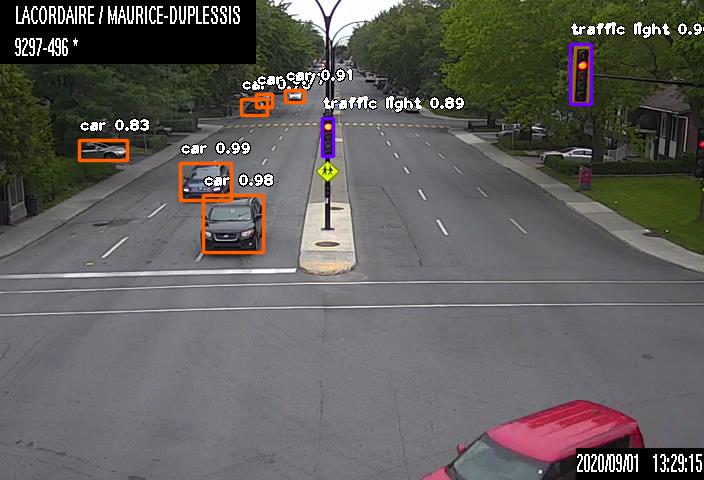 LACORDAIRE / MAURICE-DUPLESSIS
9297-496 *
traffic light 0.9
car 0.91
traffic light 0.89
car 0.83
car 0.99
car 0.98
2020/09/01 13:29:15